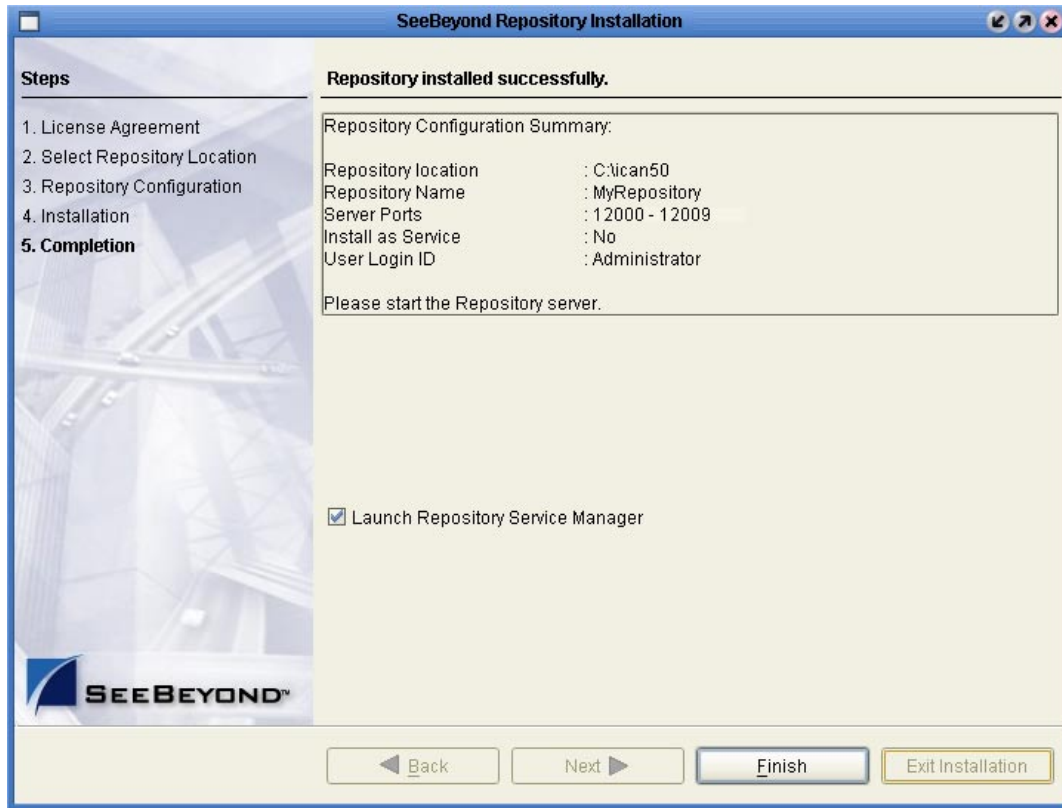 SeeBeyond Repository Installation
Steps
1. License Agreement
2. Select Repository Location
3. Repository Configuration
4. Installation
5. Completion
Repository installed successfully.
Repository Configuration Summary:
Repository location : C:\ican50
Repository Name : MyRepository
Server Ports : 12000 - 12009
Install as Service : No
User Login ID : Administrator
Please start the Repository server.
Launch Repository Service Manager
SEEBEYOND™
Back Next Finish Exit Installation